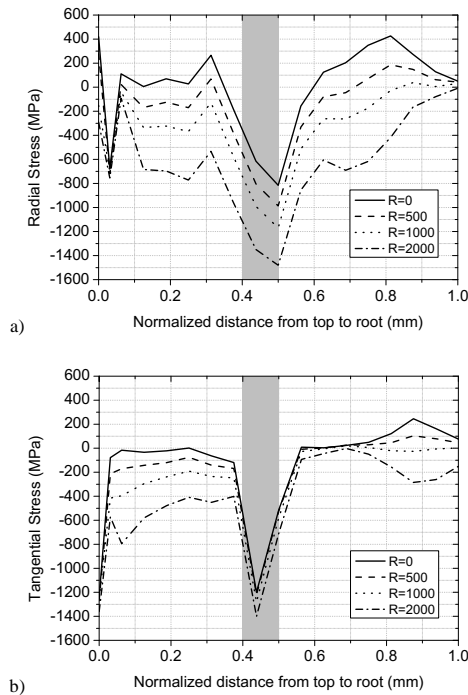 600
400
200
0
-200
-400
-600
-800
-1000
-1200
-1400
-1600
Radial Stress (MPa)
R=0
R=500
R=1000
R=2000
0.0 0.2 0.4 0.6 0.8 1.0
Normalized distance from top to root (mm)
a)
600
400
200
0
-200
-400
-600
-800
-1000
-1200
-1400
-1600
Tangential Stress (MPa)
R=0
R=500
R=1000
R=2000
0.0 0.2 0.4 0.6 0.8 1.0
Normalized distance from top to root (mm)
b)